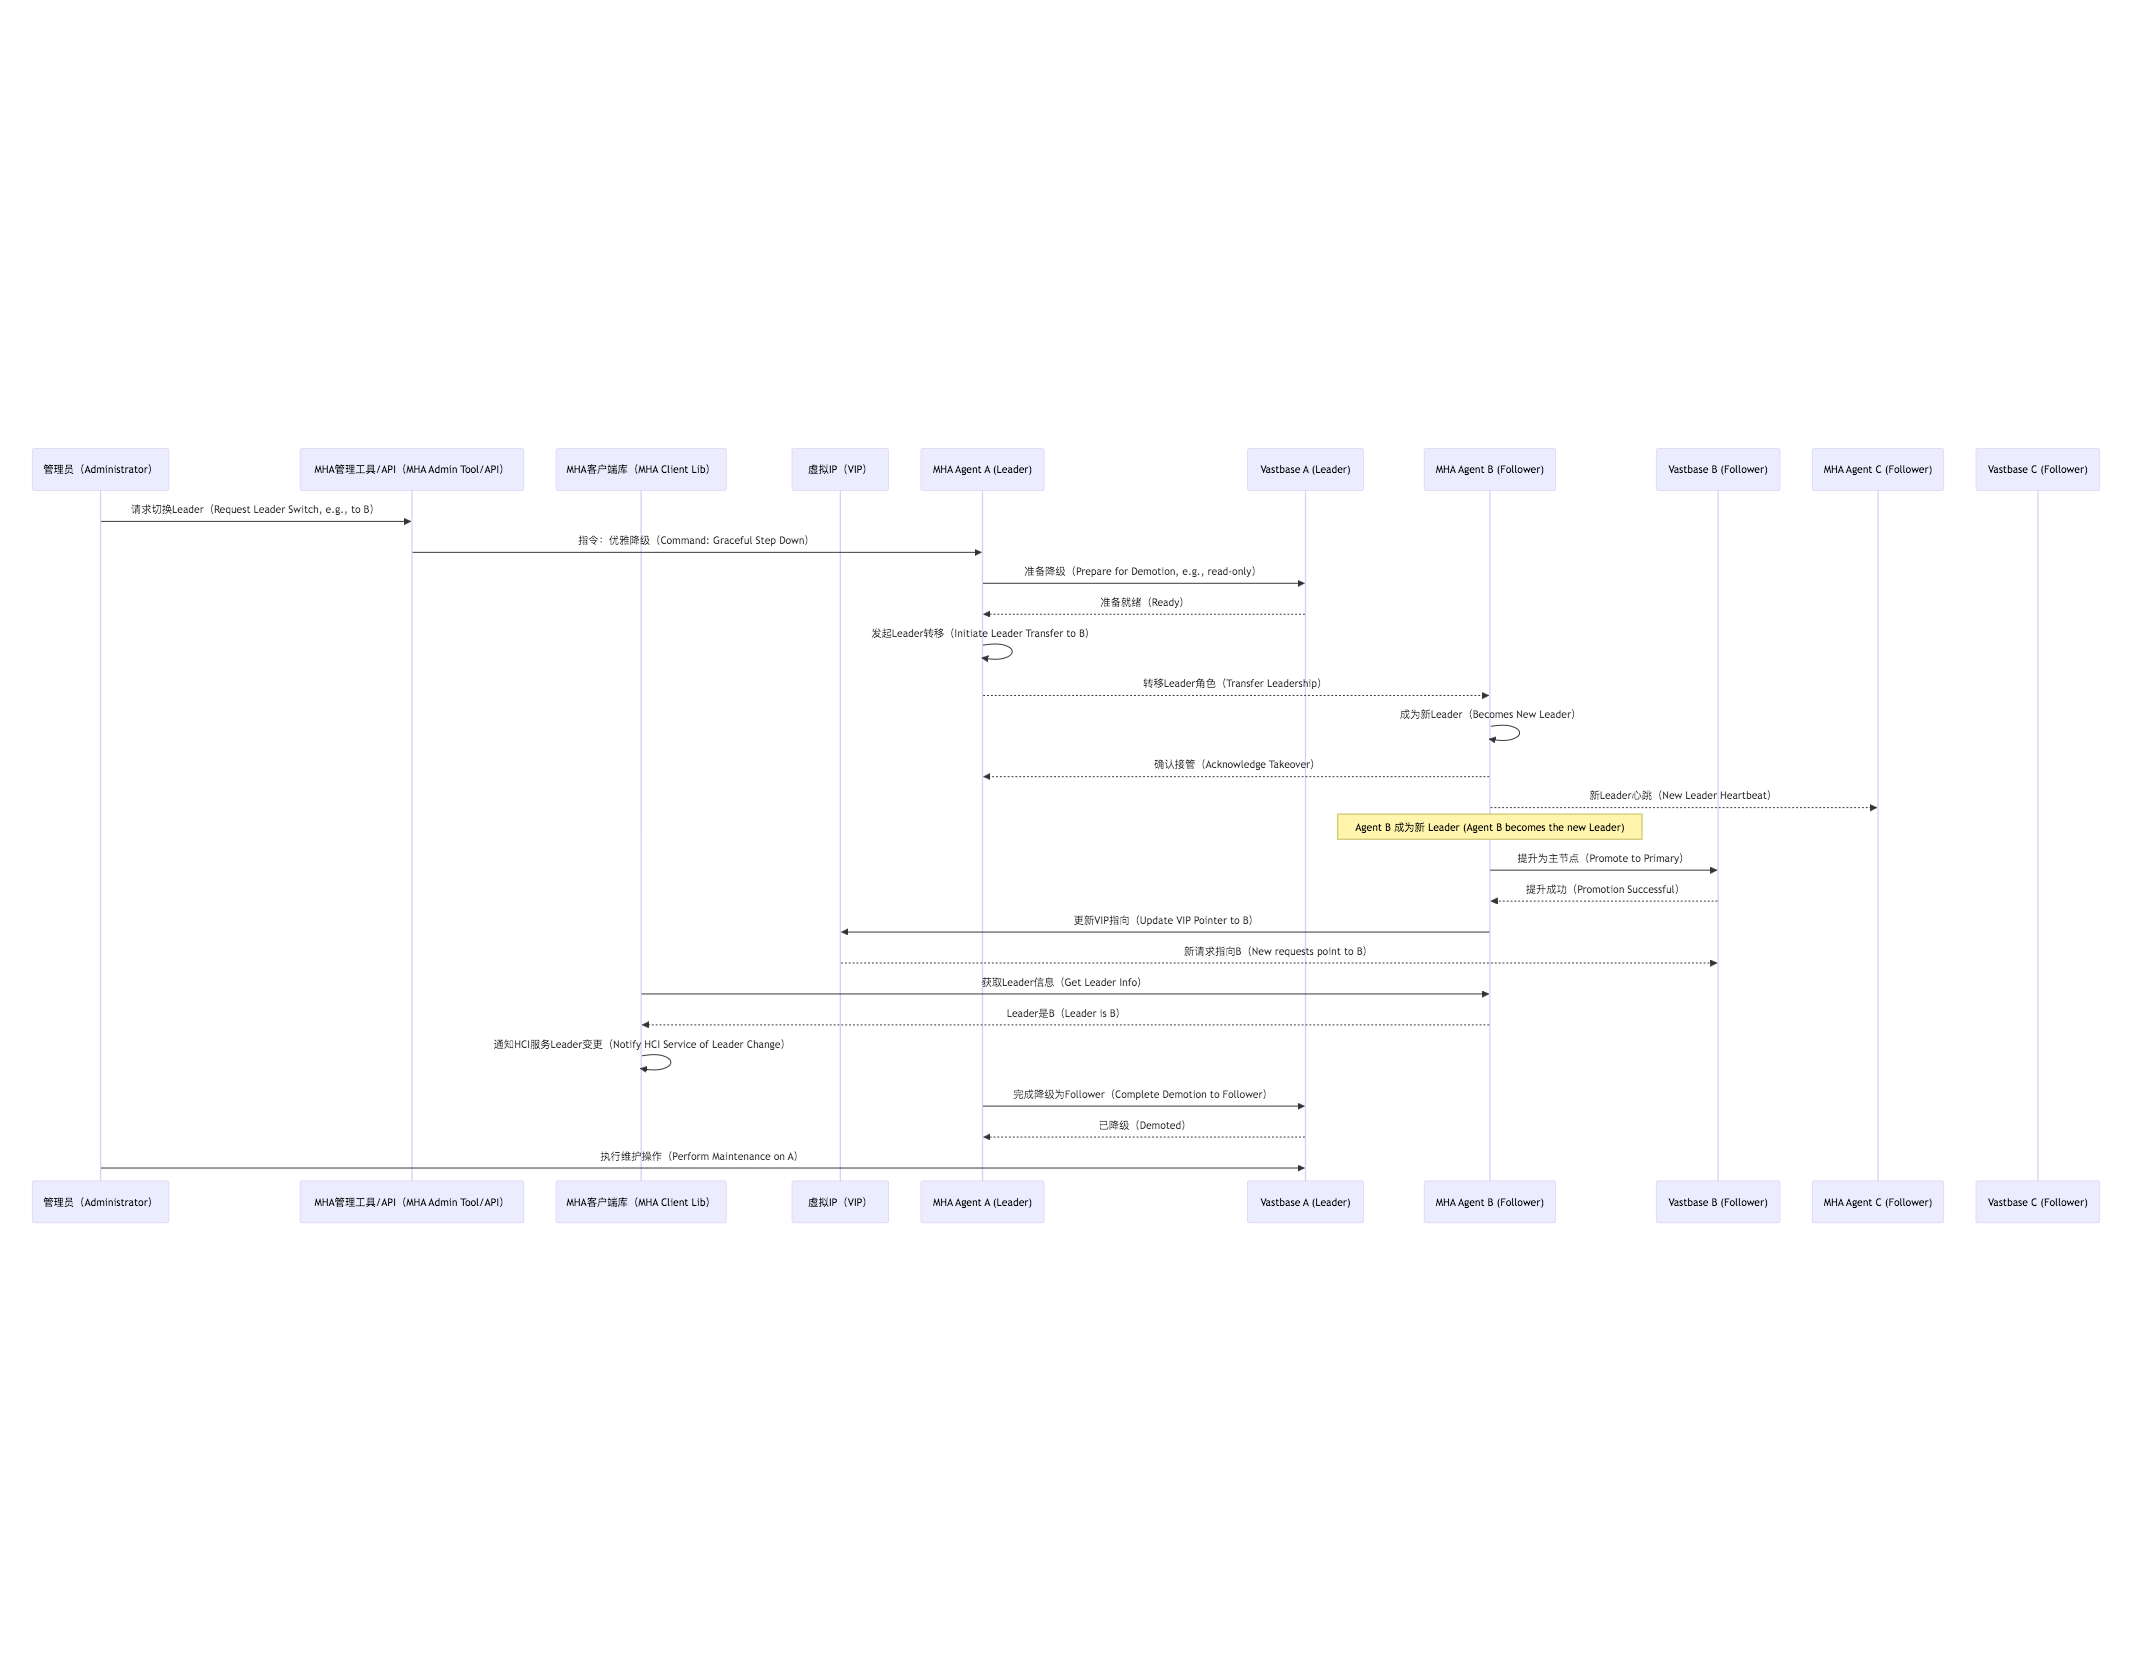 管理员（Administrator）
MHA管理工具/API（MHA Admin Tool/API）
MHA客户端库（MHA Client Lib）
虚拟IP（VIP）
MHA Agent A (Leader)
Vastbase A (Leader)
MHA Agent B (Follower)
Vastbase B (Follower)
MHA Agent C (Follower)
Vastbase C (Follower)
请求切换Leader（Request Leader Switch, e.g., to B）
指令：优雅降级（Command: Graceful Step Down）
准备降级（Prepare for Demotion, e.g., read-only）
准备就绪（Ready）
发起Leader转移（Initiate Leader Transfer to B）
转移Leader角色（Transfer Leadership）
成为新Leader（Becomes New Leader）
确认接管（Acknowledge Takeover）
新Leader心跳（New Leader Heartbeat）
Agent B 成为新 Leader (Agent B becomes the new Leader)
提升为主节点（Promote to Primary）
提升成功（Promotion Successful）
更新VIP指向（Update VIP Pointer to B）
新请求指向B（New requests point to B）
获取Leader信息（Get Leader Info）
Leader是B（Leader is B）
通知HCI服务Leader变更（Notify HCI Service of Leader Change）
完成降级为Follower（Complete Demotion to Follower）
已降级（Demoted）
执行维护操作（Perform Maintenance on A）
管理员（Administrator）
MHA管理工具/API（MHA Admin Tool/API）
MHA客户端库（MHA Client Lib）
虚拟IP（VIP）
MHA Agent A (Leader)
Vastbase A (Leader)
MHA Agent B (Follower)
Vastbase B (Follower)
MHA Agent C (Follower)
Vastbase C (Follower)